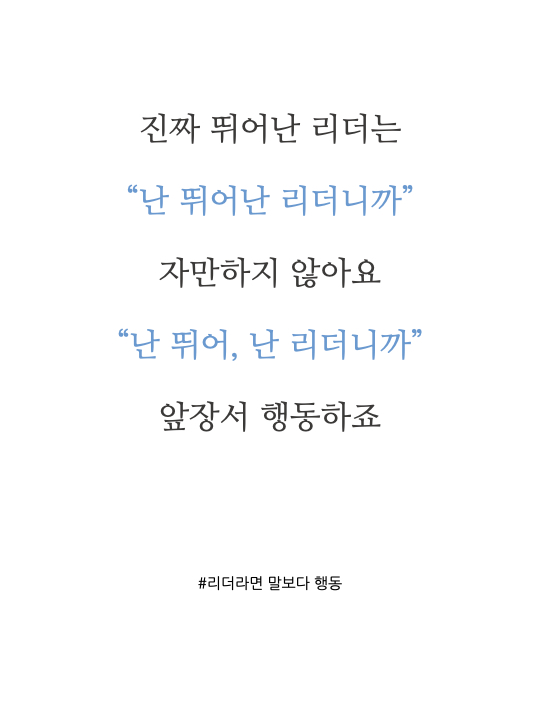 진짜 뛰어난 리더는
“난 뛰어난 리더니까”
자만하지 않아요
“난 뛰어, 난 리더니까”
앞장서 행동하죠
#리더라면 말보다 행동